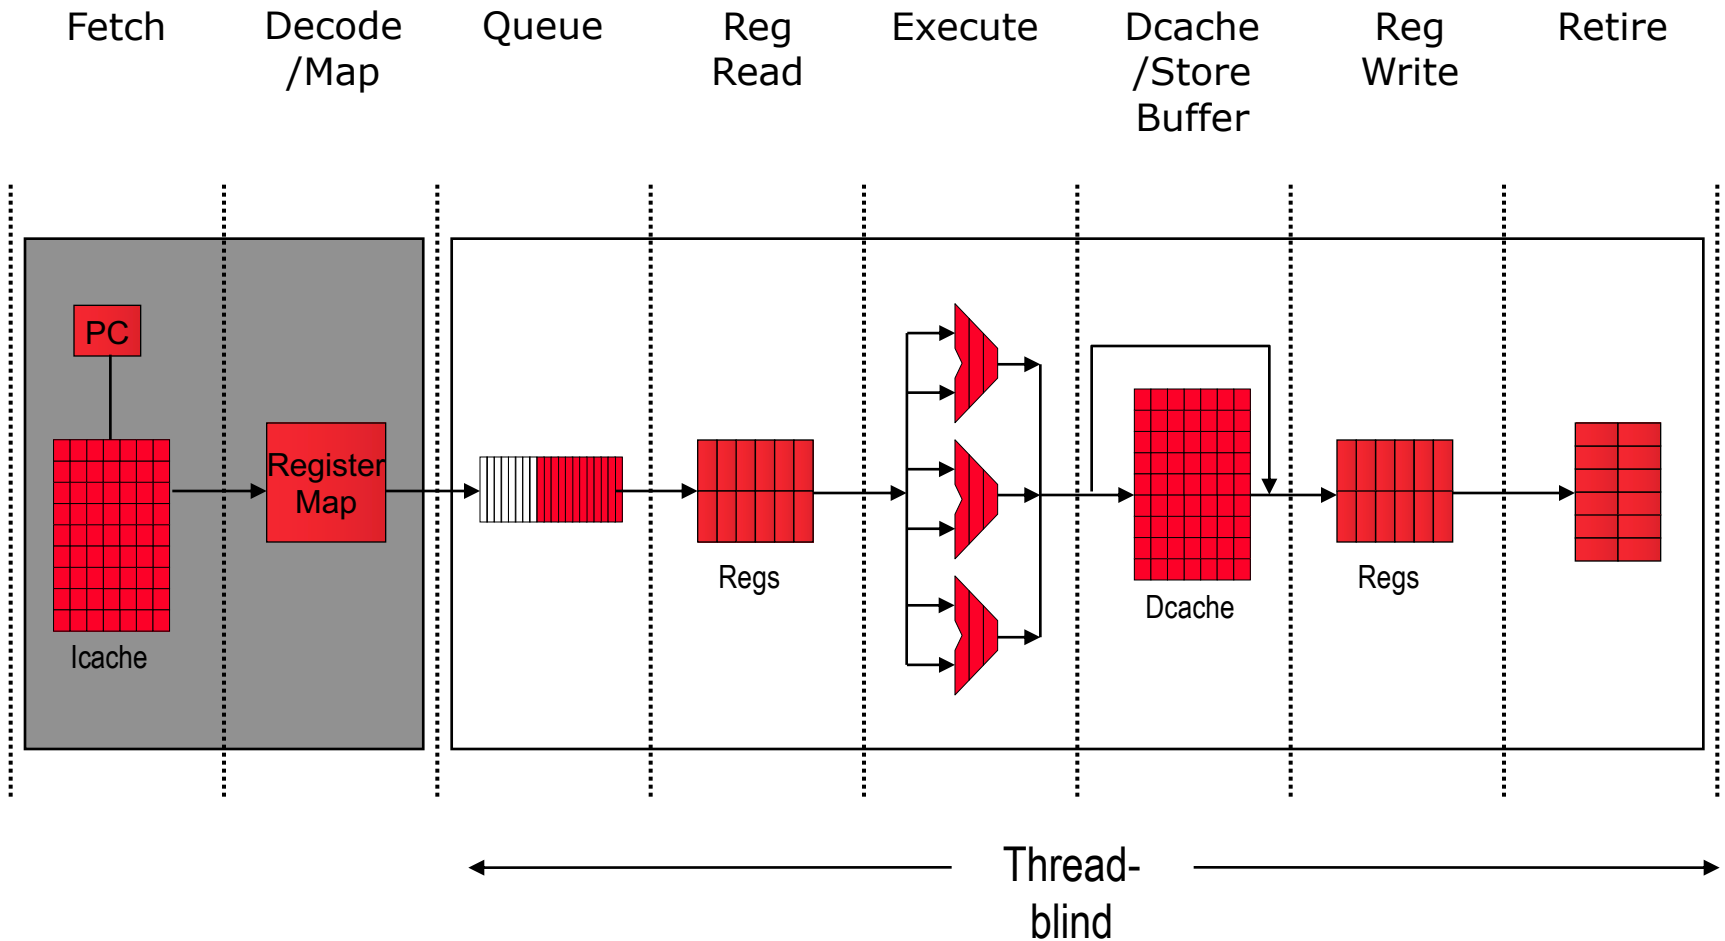 Fetch
Decode
/Map
Queue
Reg
Read
Execute
Dcache
/Store
Buffer
Reg
Write
Retire
PC
Icache
Register
Map
Regs
Dcache
Regs
Thread-
blind